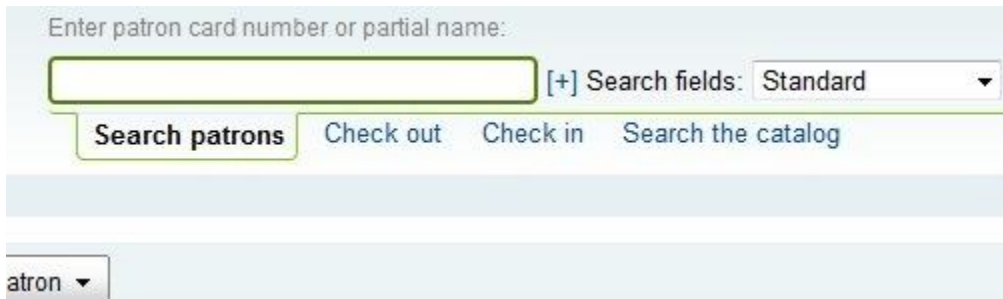 Enter patron card number or partial name:
[+] Search fields: Standard
Search patrons Check out Check in Search the catalog
atron